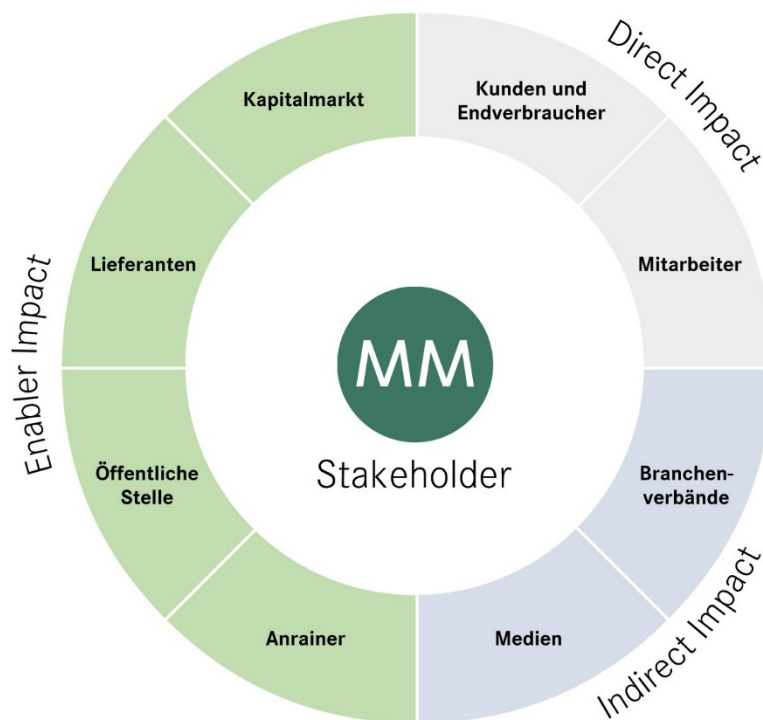 Direct Impact
Kapitalmarkt
Kunden und
Endverbraucher
Lieferanten
Mitarbeiter
Enabler Impact
MM
Stakeholder
Öffentliche
Stelle
Branchen-
verbände
Anrainer
Medien
Indirect Impact